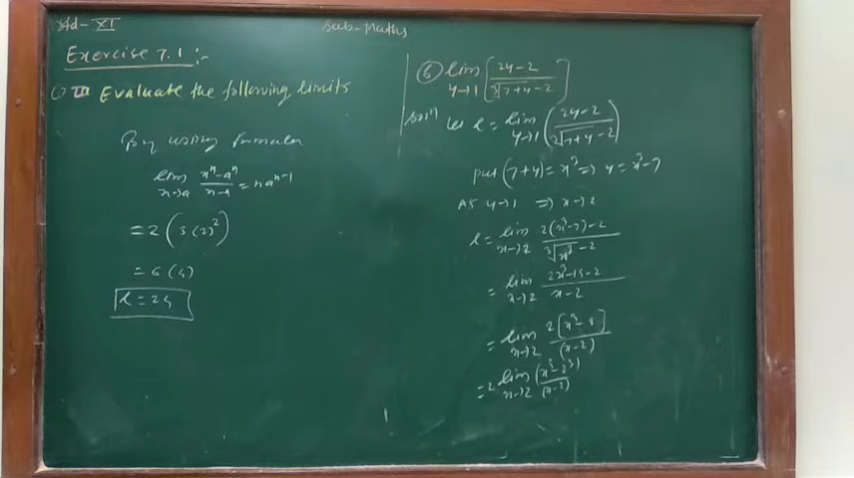 Std - XI
Sub-Maths
Exercise 7.1 :-
Evaluate the following limits
By using formula
lim x→a (xⁿ-aⁿ)/(x-a) = naⁿ⁻¹
= 2(3(2)²)
= 6(4)
l = 24
⑥ lim y→1 [(2y-2)/(∛(7+y)-2)]
Solⁿ let l = lim y→1 ((2y-2)/(∛(7+y)-2))
put (7+y) = x³ ⇒ y = x³-7
As y→1 ⇒ x→2
l = lim x→2 (2(x³-7)-2)/(∛x³-2)
= lim x→2 (2x³-14-2)/(x-2)
= lim x→2 2[x³-8]/(x-2)
= 2 lim x→2 (x³-2³)/(x-2)